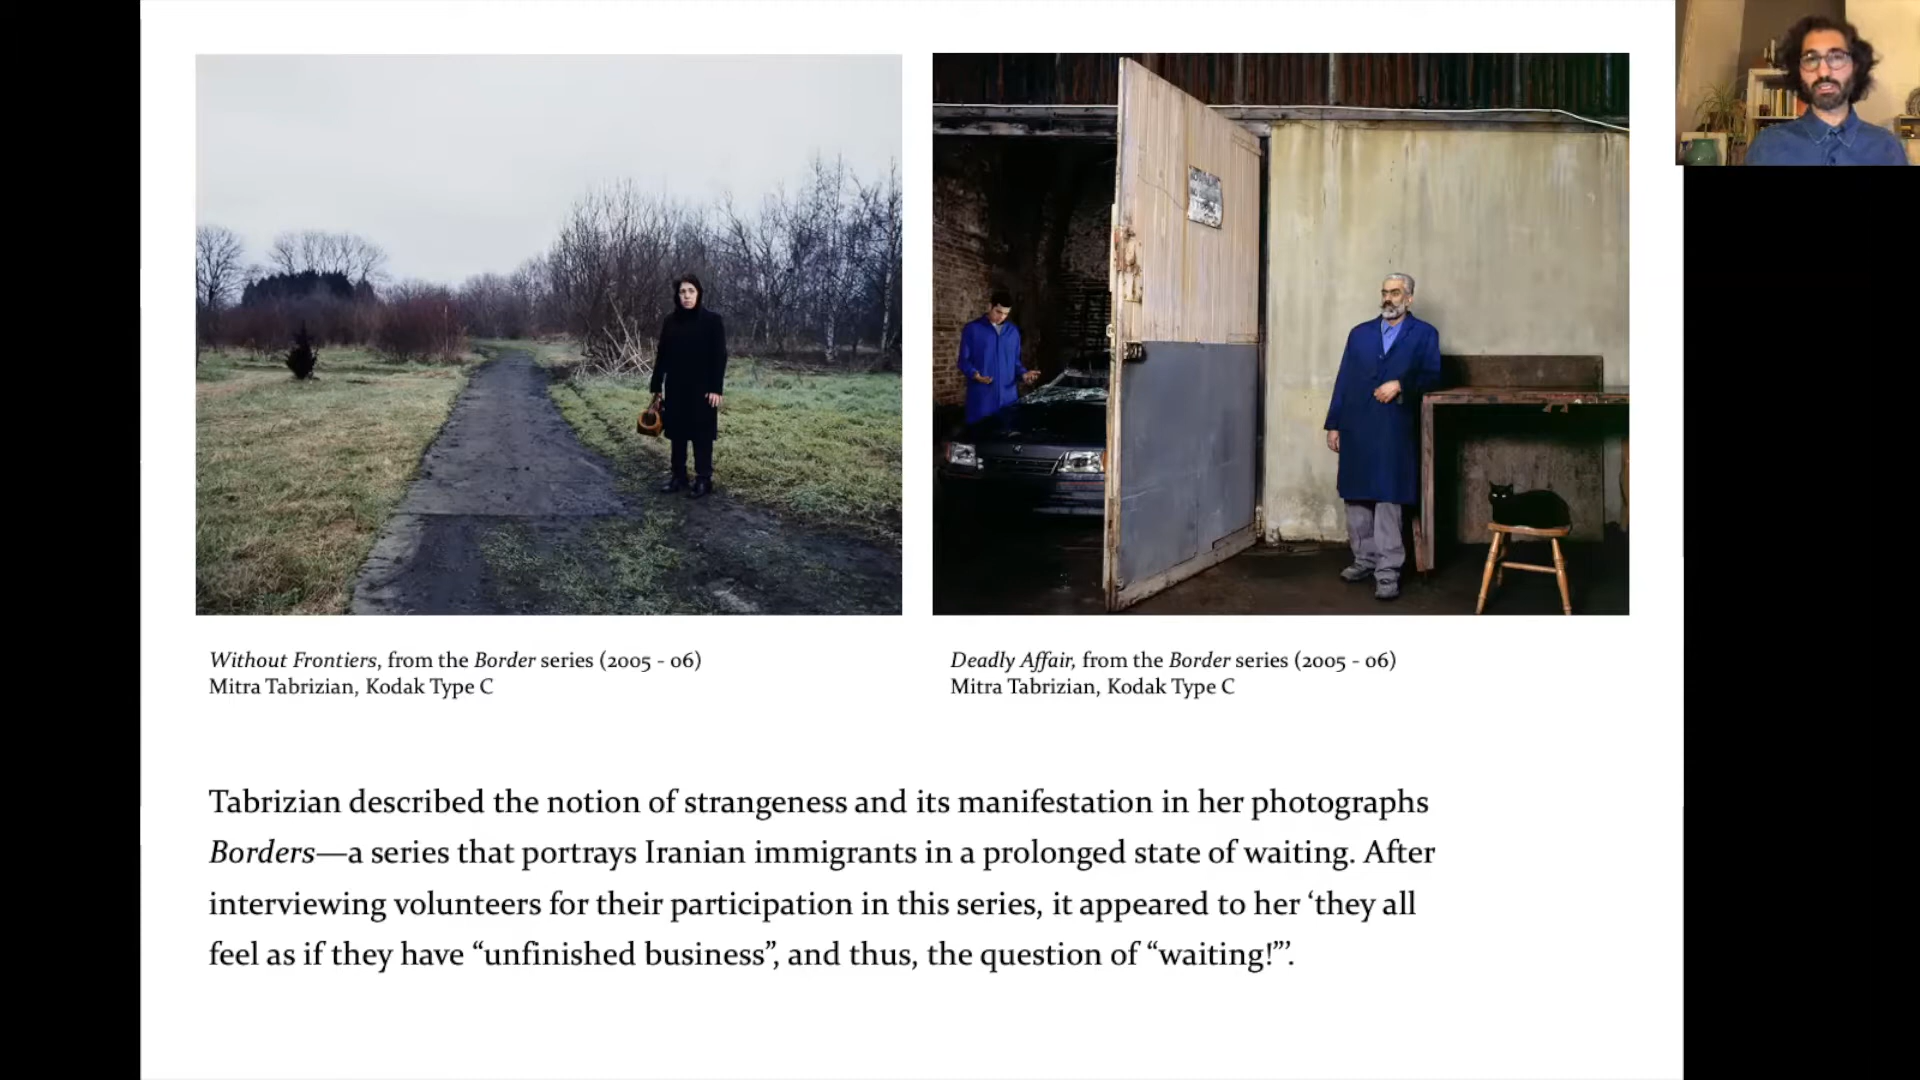 Without Frontiers, from the Border series (2005 - 06)
Mitra Tabrizian, Kodak Type C
Deadly Affair, from the Border series (2005 - 06)
Mitra Tabrizian, Kodak Type C
Tabrizian described the notion of strangeness and its manifestation in her photographs
Borders—a series that portrays Iranian immigrants in a prolonged state of waiting. After
interviewing volunteers for their participation in this series, it appeared to her ‘they all
feel as if they have “unfinished business”, and thus, the question of “waiting!”’.